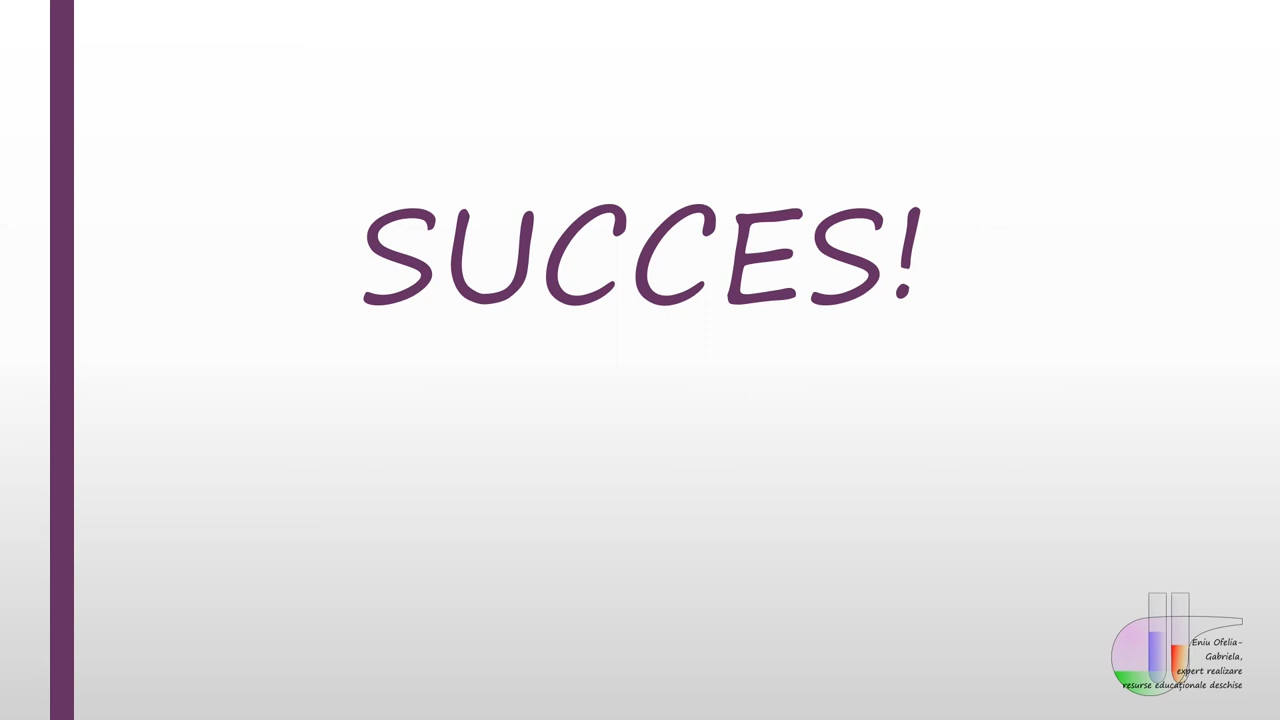 SUCCES!
Eniu Ofelia-
Gabriela,
expert realizare
resurse educaționale deschise